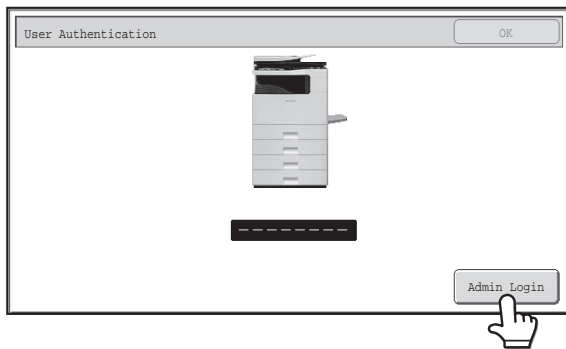 User Authentication
OK
--------
Admin Login